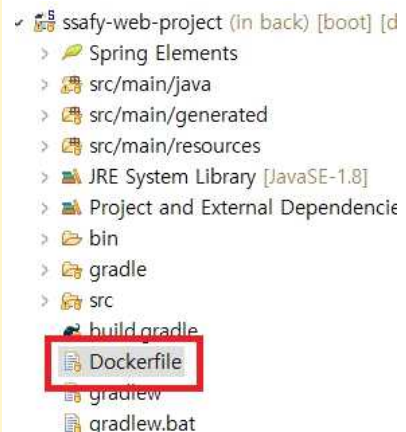 ssafy-web-project (in back) [boot] [d
Spring Elements
src/main/java
src/main/generated
src/main/resources
JRE System Library [JavaSE-1.8]
Project and External Dependencie
bin
gradle
src
build.gradle
Dockerfile
gradlew
gradlew.bat